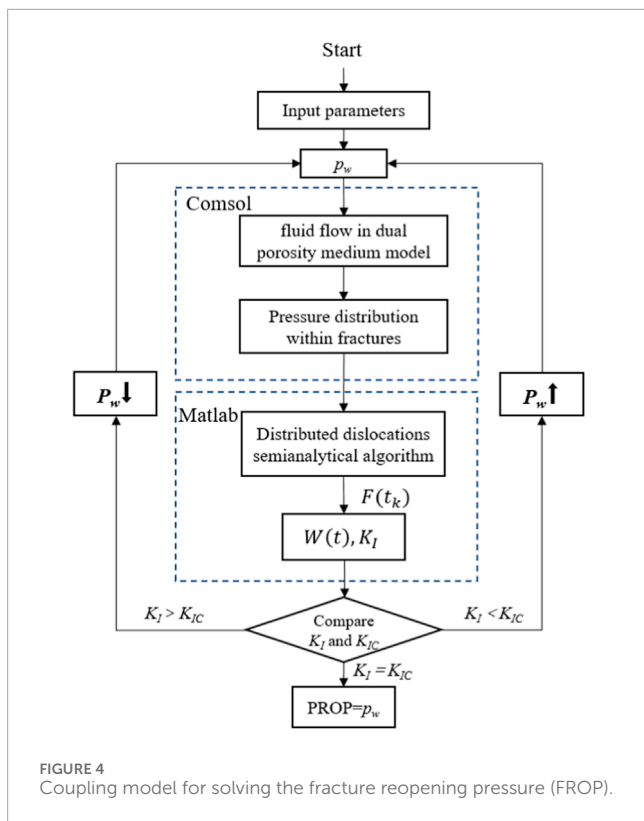 Start
Input parameters
p_w
Comsol
fluid flow in dual
porosity medium model
Pressure distribution
within fractures
P_w⬇
P_w⬆
Matlab
Distributed dislocations
semianalytical algorithm
F(t_k)
W(t), K_I
K_I > K_IC
Compare
K_I and K_IC
K_I < K_IC
K_I = K_IC
PROP=p_w
FIGURE 4
Coupling model for solving the fracture reopening pressure (FROP).